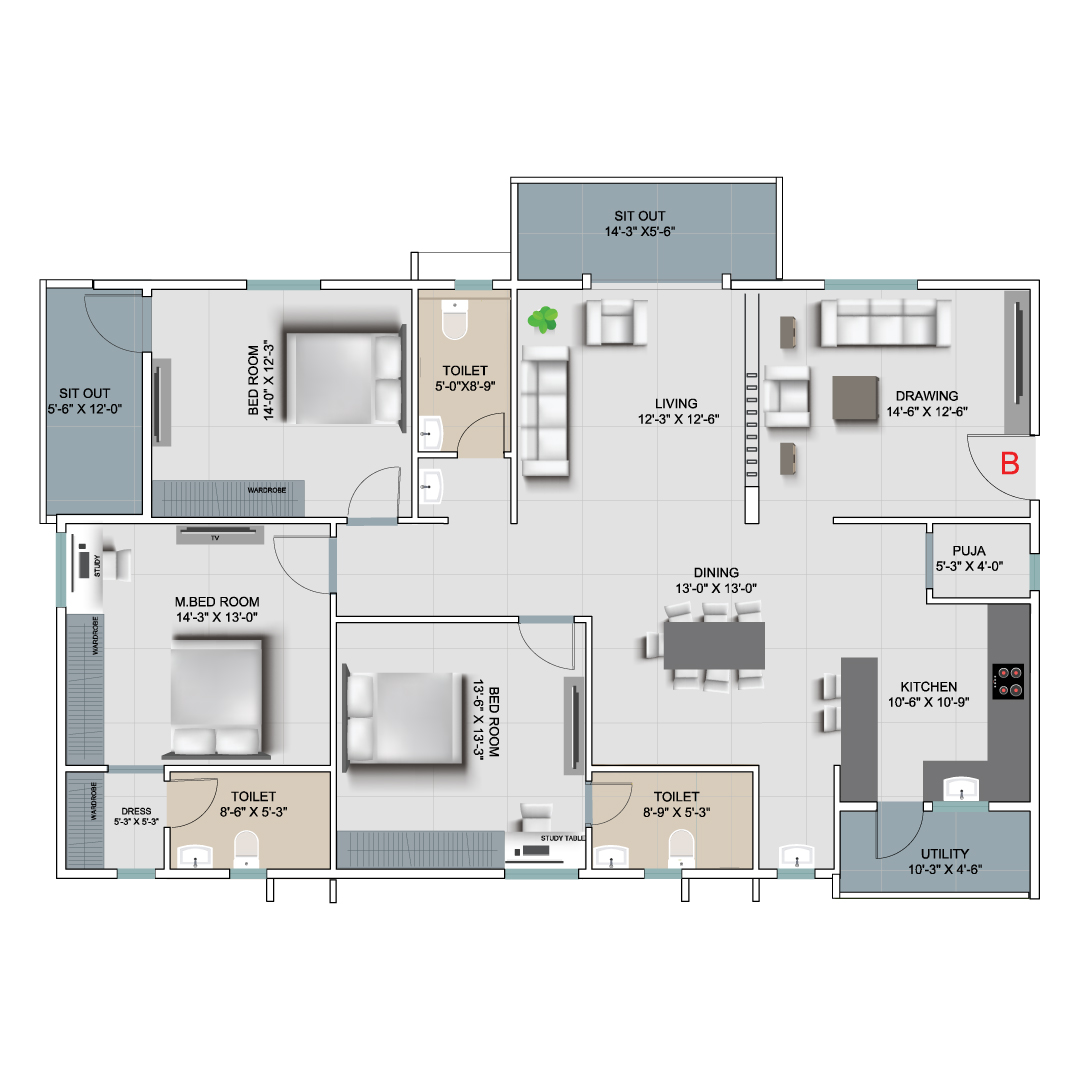 SIT OUT
14'-3" X5'-6"
SIT OUT
5'-6" X 12'-0"
BED ROOM
14'-0" X 12'-3"
WARDROBE
TOILET
5'-0"X8'-9"
LIVING
12'-3" X 12'-6"
DRAWING
14'-6" X 12'-6"
B
STUDY
TV
M.BED ROOM
14'-3" X 13'-0"
WARDROBE
DINING
13'-0" X 13'-0"
PUJA
5'-3" X 4'-0"
BED ROOM
13'-6" X 13'-3"
KITCHEN
10'-6" X 10'-9"
WARDROBE
DRESS
5'-3" X 5'-3"
TOILET
8'-6" X 5'-3"
STUDY TABLE
TOILET
8'-9" X 5'-3"
UTILITY
10'-3" X 4'-6"